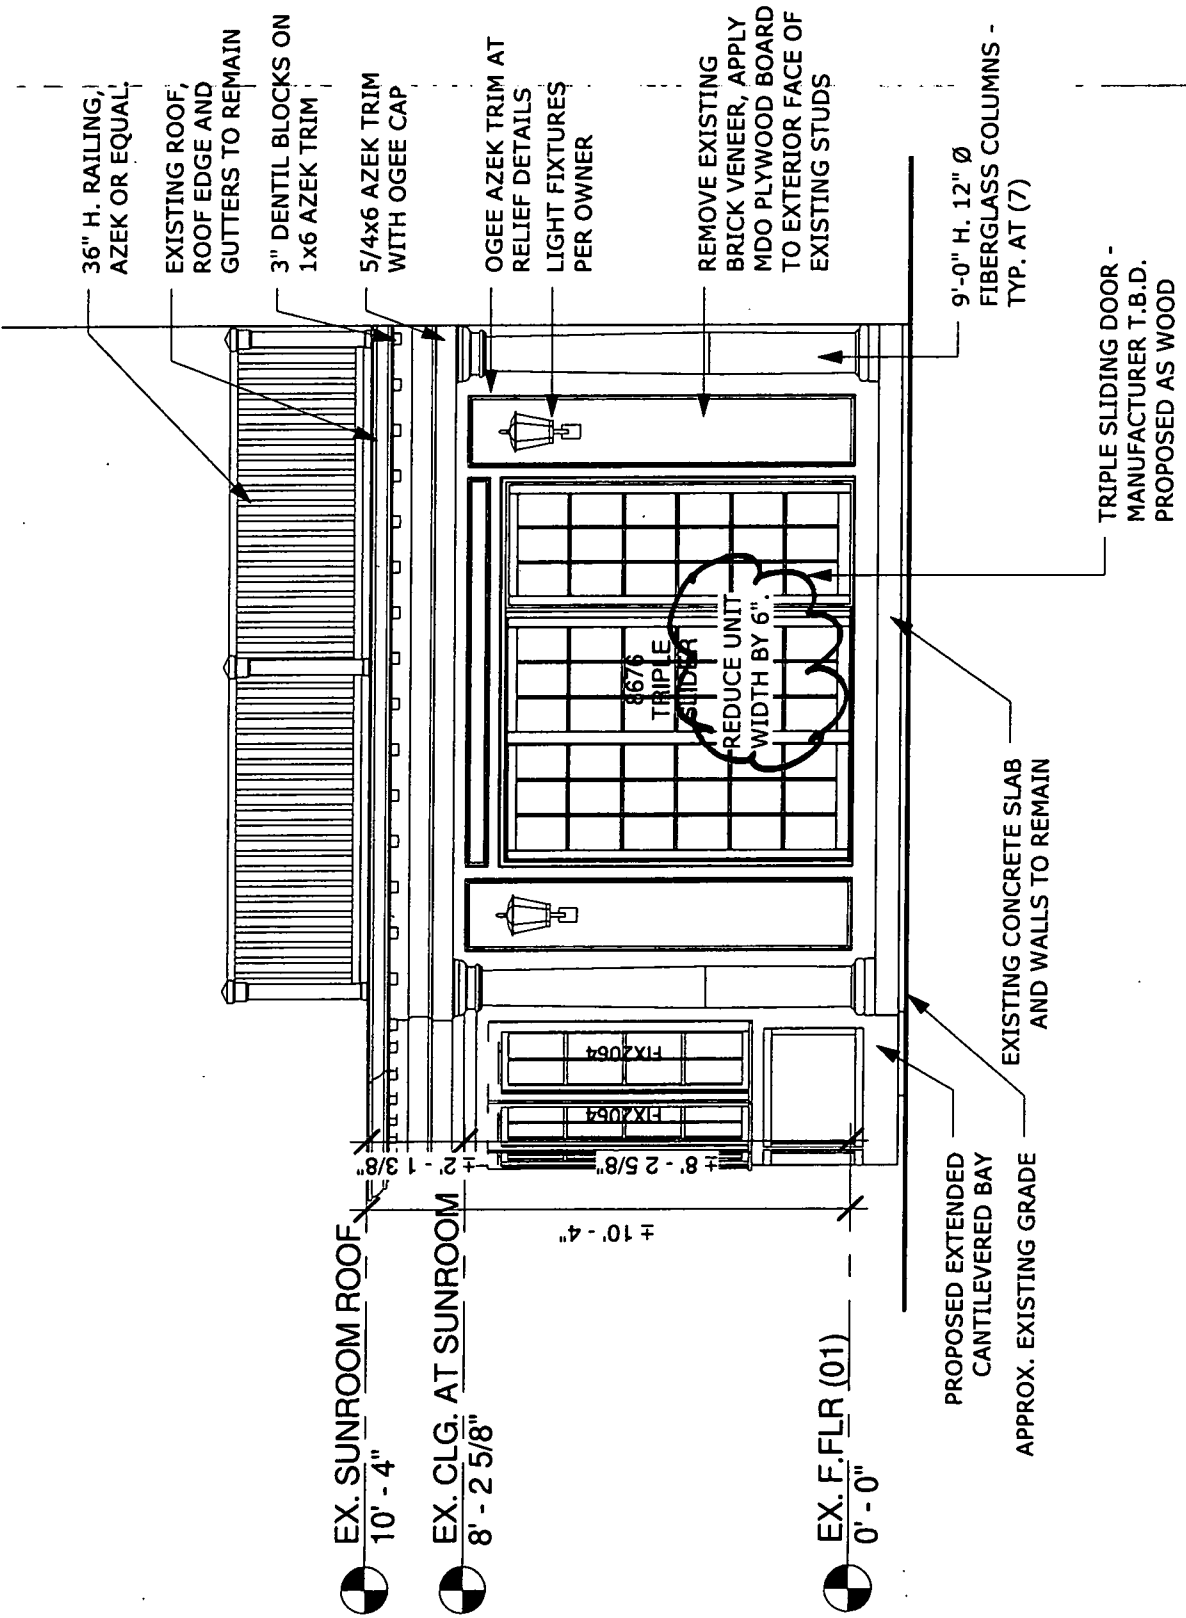 36" H. RAILING,
AZEK OR EQUAL.
EXISTING ROOF,
ROOF EDGE AND
GUTTERS TO REMAIN
3" DENTIL BLOCKS ON
1x6 AZEK TRIM
5/4x6 AZEK TRIM
WITH OGEE CAP
OGEE AZEK TRIM AT
RELIEF DETAILS
LIGHT FIXTURES
PER OWNER
REMOVE EXISTING
BRICK VENEER, APPLY
MDO PLYWOOD BOARD
TO EXTERIOR FACE OF
EXISTING STUDS
9'-0" H. 12" Ø
FIBERGLASS COLUMNS -
TYP. AT (7)
TRIPLE SLIDING DOOR -
MANUFACTURER T.B.D.
PROPOSED AS WOOD
8676
TRIPLE
SLIDER
REDUCE UNIT
WIDTH BY 6".
FIX2064
FIX2064
± 2' - 1 3/8"
± 8' - 2 5/8"
± 10' - 4"
EX. SUNROOM ROOF
10' - 4"
EX. CLG. AT SUNROOM
8' - 2 5/8"
EX. F.FLR (01)
0' - 0"
EXISTING CONCRETE SLAB
AND WALLS TO REMAIN
PROPOSED EXTENDED
CANTILEVERED BAY
APPROX. EXISTING GRADE